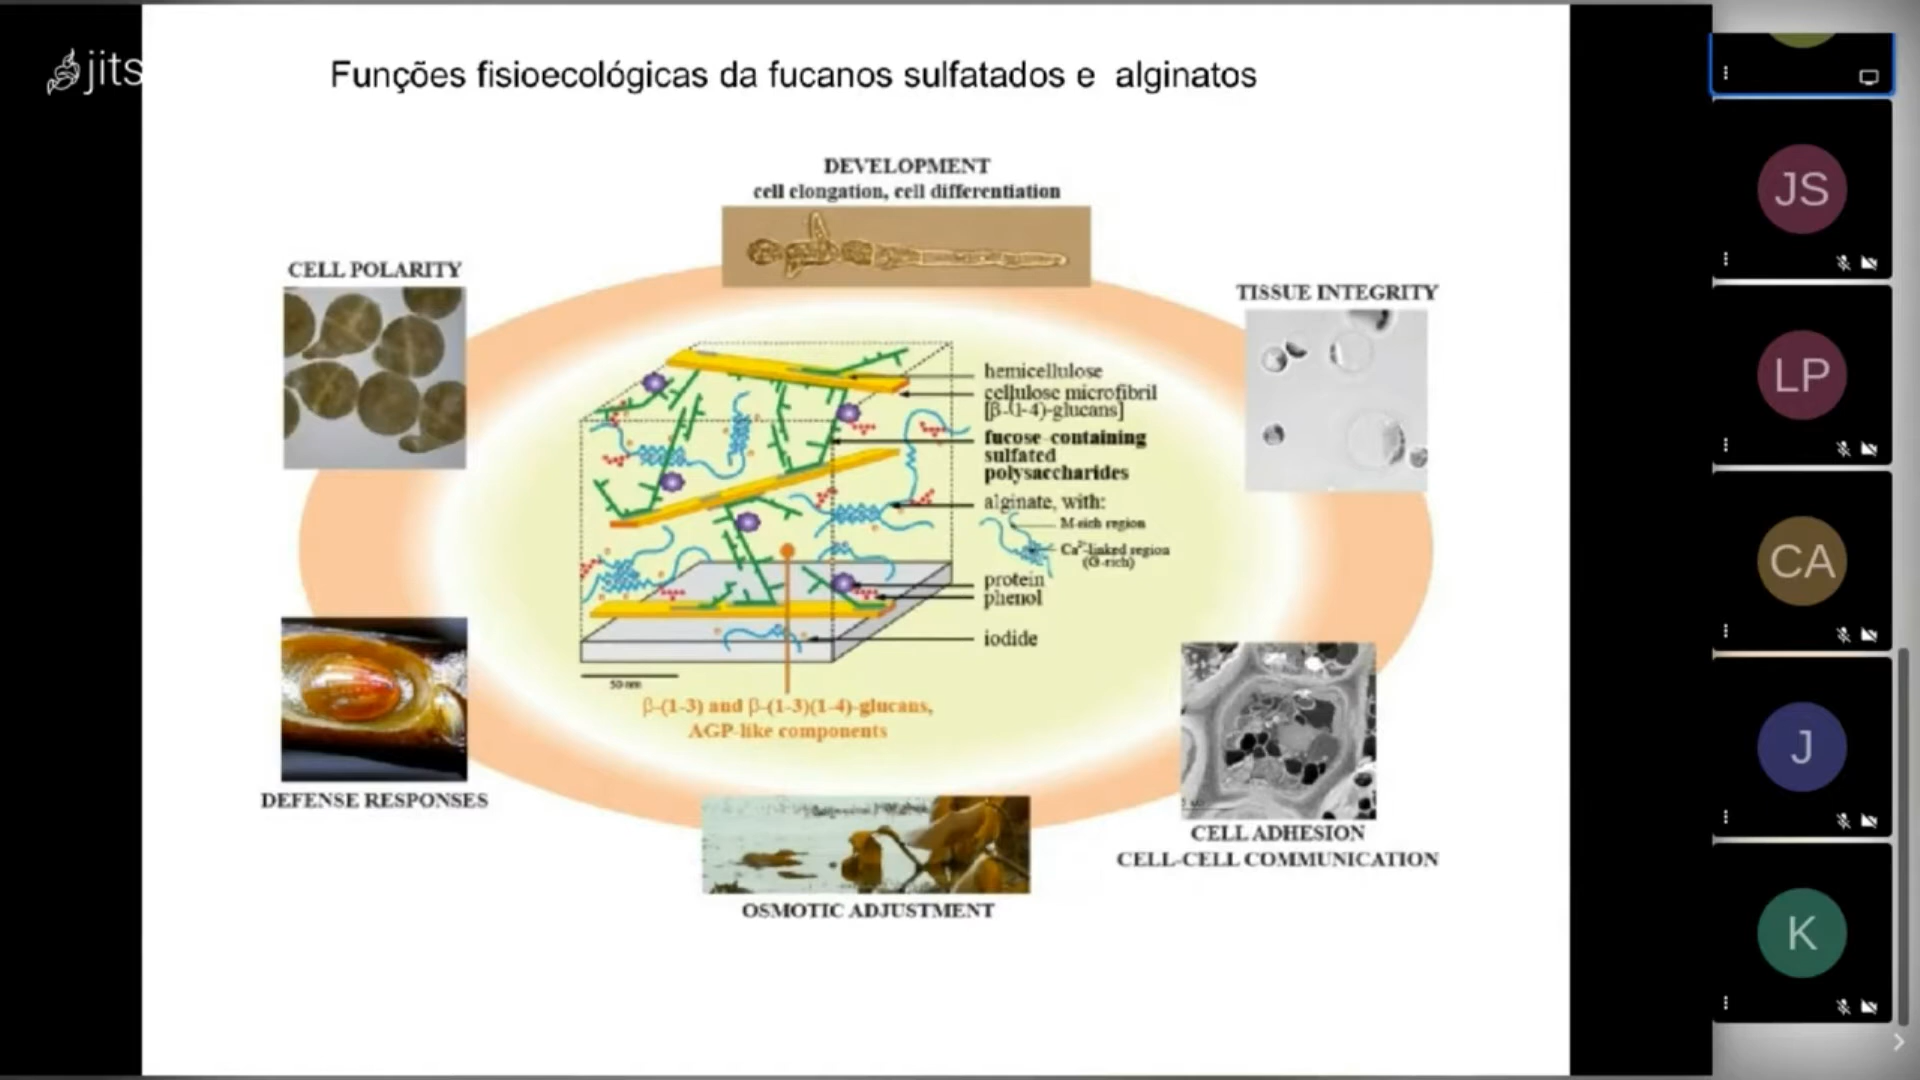 jits
Funções fisioecológicas da fucanos sulfatados e alginatos
DEVELOPMENT
cell elongation, cell differentiation
CELL POLARITY
TISSUE INTEGRITY
hemicellulose
cellulose microfibril
[β-(1-4)-glucans]
fucose-containing
sulfated
polysaccharides
alginate, with:
M-rich region
Ca²⁺-linked region
(G-rich)
protein
phenol
iodide
50 nm
β-(1-3) and β-(1-3)(1-4)-glucans,
AGP-like components
DEFENSE RESPONSES
CELL ADHESION
CELL-CELL COMMUNICATION
OSMOTIC ADJUSTMENT
JS
LP
CA
J
K